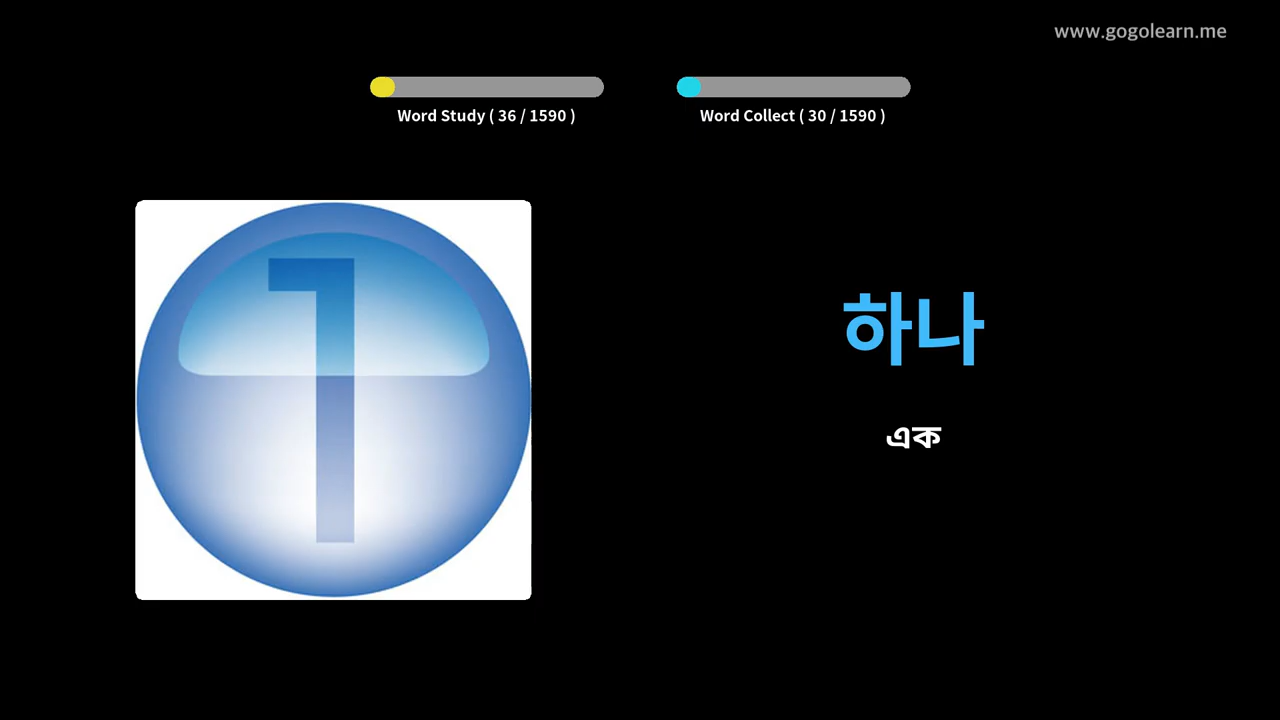 www.gogolearn.me
Word Study ( 36 / 1590 )
Word Collect ( 30 / 1590 )
1
하나
এক